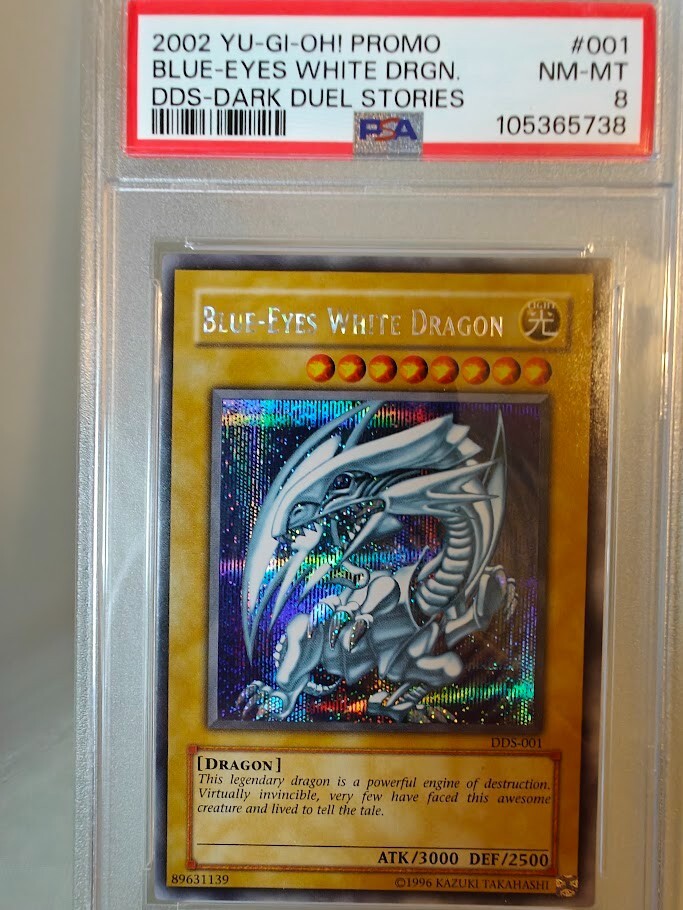 2002 YU-GI-OH! PROMO #001
BLUE-EYES WHITE DRGN. NM-MT
DDS-DARK DUEL STORIES 8
PSA 105365738
BLUE-EYES WHITE DRAGON
LIGHT
光
DDS-001
[DRAGON]
This legendary dragon is a powerful engine of destruction.
Virtually invincible, very few have faced this awesome
creature and lived to tell the tale.
ATK/3000 DEF/2500
89631139 ©1996 KAZUKI TAKAHASHI